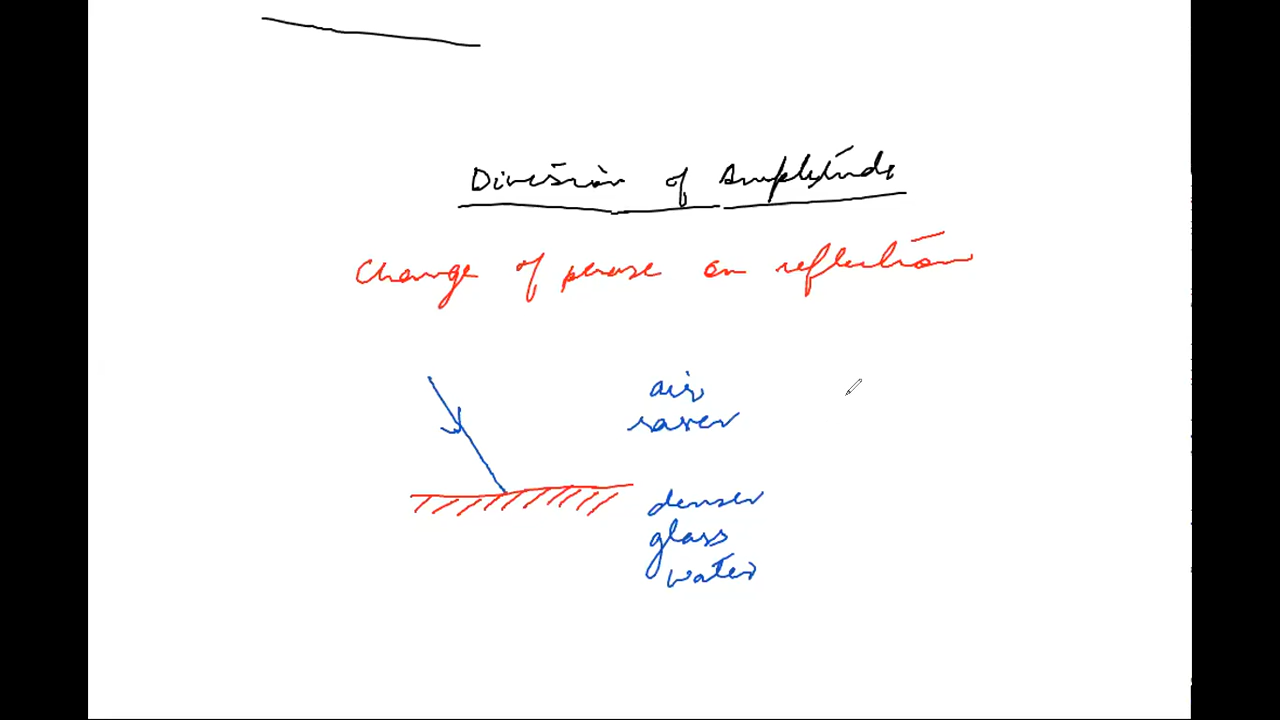 Division of Amplitude
Change of phase on reflection
air
rarer
denser
glass
water